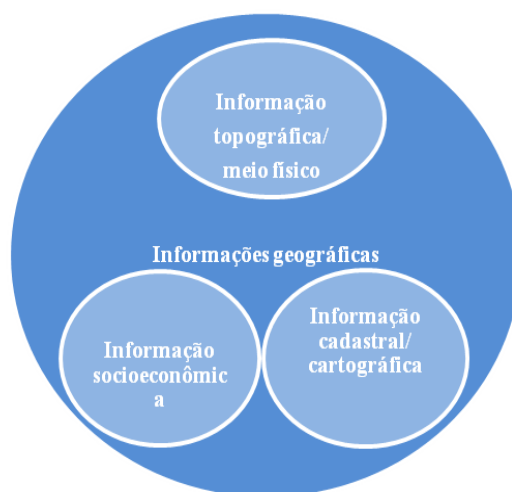 Informação
topográfica/
meio físico
Informações geográficas
Informação
socioeconômic
a
Informação
cadastral/
cartográfica